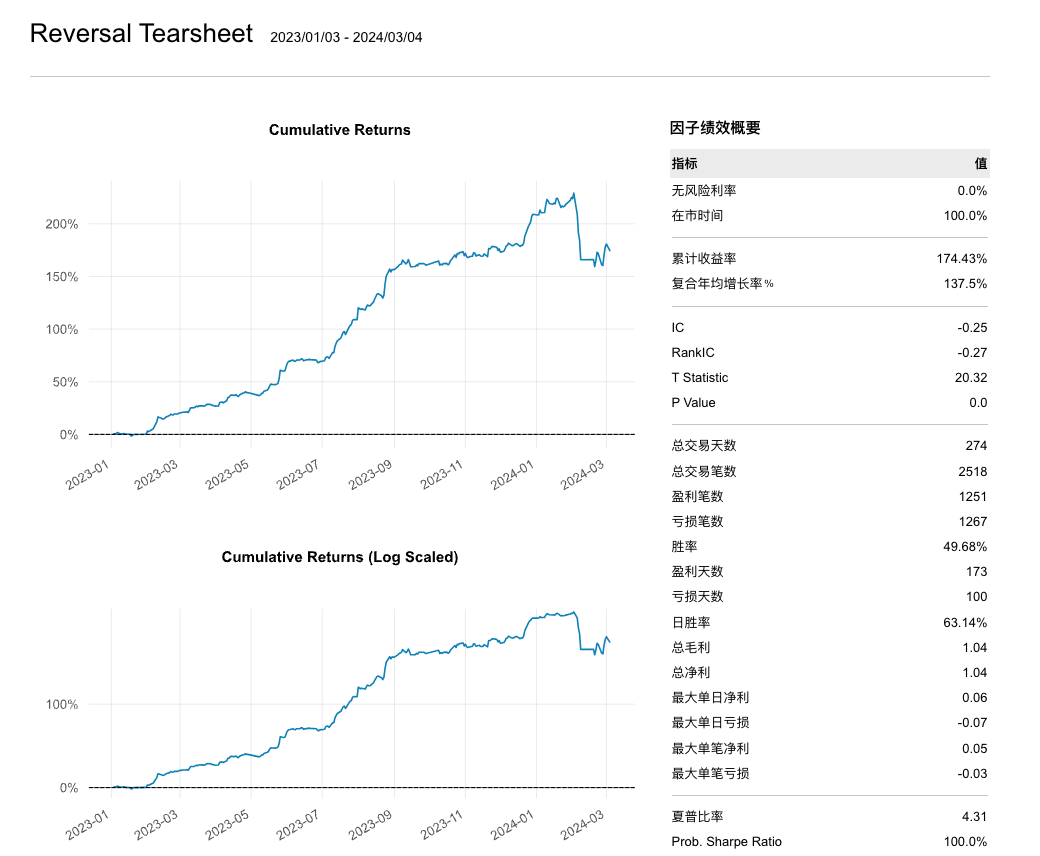 Reversal Tearsheet 2023/01/03 - 2024/03/04
Cumulative Returns
200%
150%
100%
50%
0%
2023-01
2023-03
2023-05
2023-07
2023-09
2023-11
2024-01
2024-03
Cumulative Returns (Log Scaled)
100%
0%
2023-01
2023-03
2023-05
2023-07
2023-09
2023-11
2024-01
2024-03
因子绩效概要
指标 值
无风险利率 0.0%
在市时间 100.0%
累计收益率 174.43%
复合年均增长率% 137.5%
IC -0.25
RankIC -0.27
T Statistic 20.32
P Value 0.0
总交易天数 274
总交易笔数 2518
盈利笔数 1251
亏损笔数 1267
胜率 49.68%
盈利天数 173
亏损天数 100
日胜率 63.14%
总毛利 1.04
总净利 1.04
最大单日净利 0.06
最大单日亏损 -0.07
最大单笔净利 0.05
最大单笔亏损 -0.03
夏普比率 4.31
Prob. Sharpe Ratio 100.0%